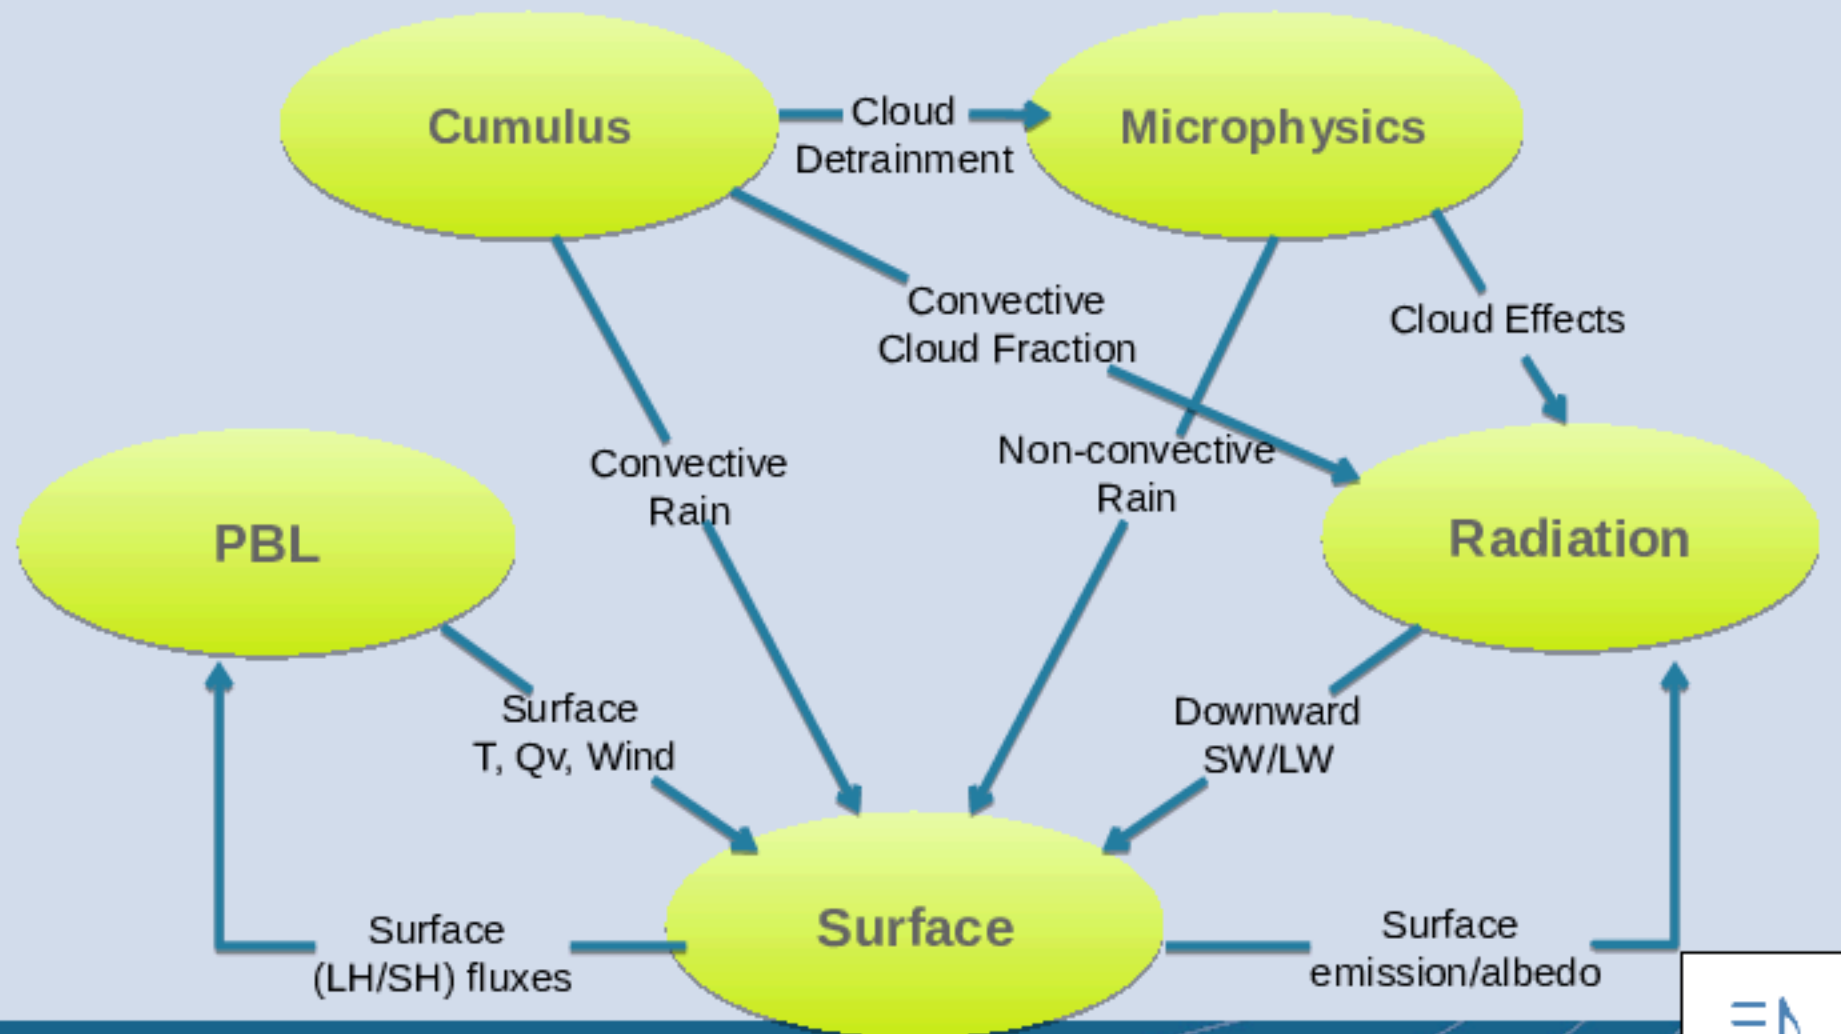 Cumulus
Cloud
Detrainment
Microphysics
Convective
Cloud Fraction
Cloud Effects
Convective
Rain
Non-convective
Rain
PBL
Radiation
Surface
T, Qv, Wind
Downward
SW/LW
Surface
(LH/SH) fluxes
Surface
Surface
emission/albedo